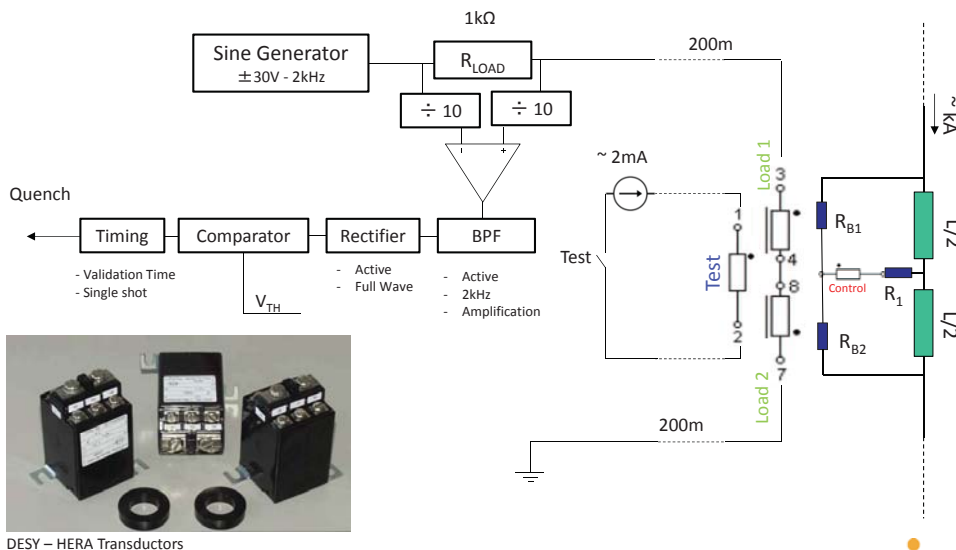 1kΩ
Sine Generator
±30V - 2kHz
R_LOAD
200m
÷ 10
÷ 10
-
+
~ kA
~ 2mA
Load 1
3
Quench
1
R_B1
L/2
Timing
Comparator
Rectifier
BPF
Test
Test
4
8
Control
R_1
- Validation Time
- Single shot
- Active
- Full Wave
- Active
- 2kHz
- Amplification
V_TH
2
R_B2
L/2
7
Load 2
200m
DESY – HERA Transductors